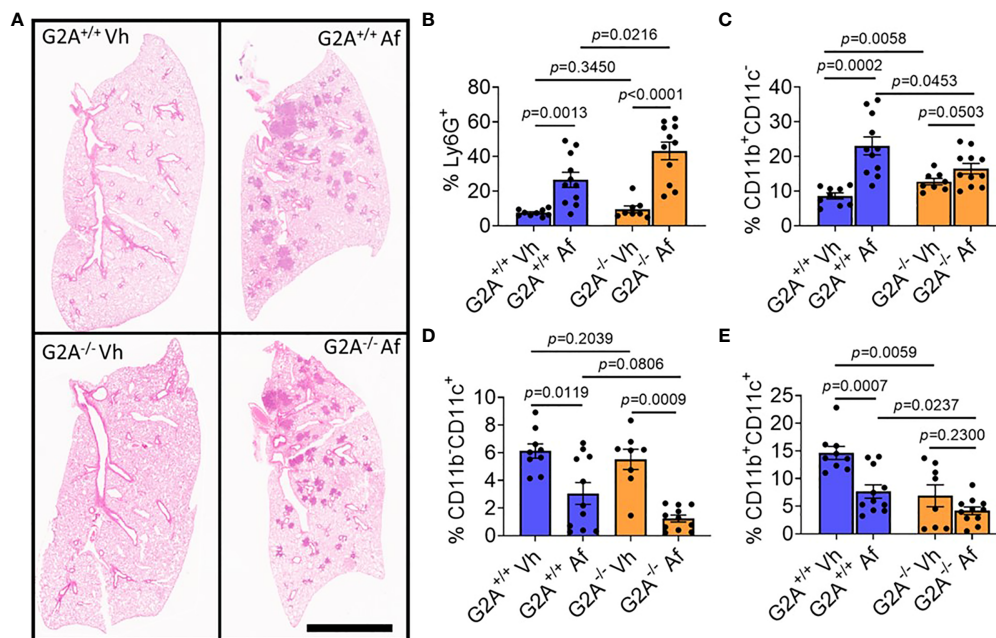 A
G2A+/+ Vh
G2A+/+ Af
G2A-/- Vh
G2A-/- Af
B
p=0.0216
p=0.3450
p=0.0013
p<0.0001
% Ly6G+
80
60
40
20
0
G2A+/+ Vh
G2A+/+ Af
G2A-/- Vh
G2A-/- Af
C
p=0.0058
p=0.0002
p=0.0453
p=0.0503
% CD11b+CD11c-
40
30
20
10
0
G2A+/+ Vh
G2A+/+ Af
G2A-/- Vh
G2A-/- Af
D
p=0.2039
p=0.0806
p=0.0119
p=0.0009
% CD11b-CD11c+
10
8
6
4
2
0
G2A+/+ Vh
G2A+/+ Af
G2A-/- Vh
G2A-/- Af
E
p=0.0059
p=0.0007
p=0.0237
p=0.2300
% CD11b+CD11c+
25
20
15
10
5
0
G2A+/+ Vh
G2A+/+ Af
G2A-/- Vh
G2A-/- Af